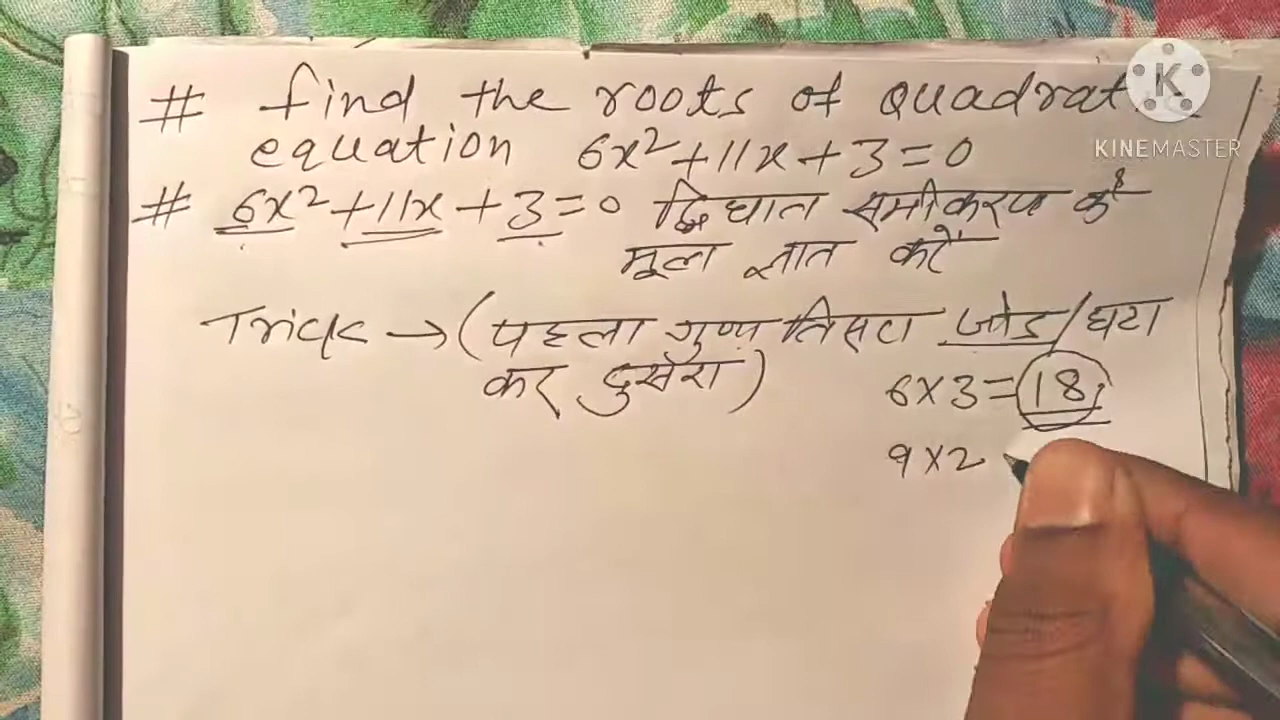 # find the roots of Quadrat
equation 6x²+11x+3=0
# 6x²+11x+3=0 द्विघात समीकरण के
मूल ज्ञात करें
Trick → (पहला गुणा तिसरा जोड/घटा
कर दुसरा)
6×3=18
9×2
K
KINEMASTER